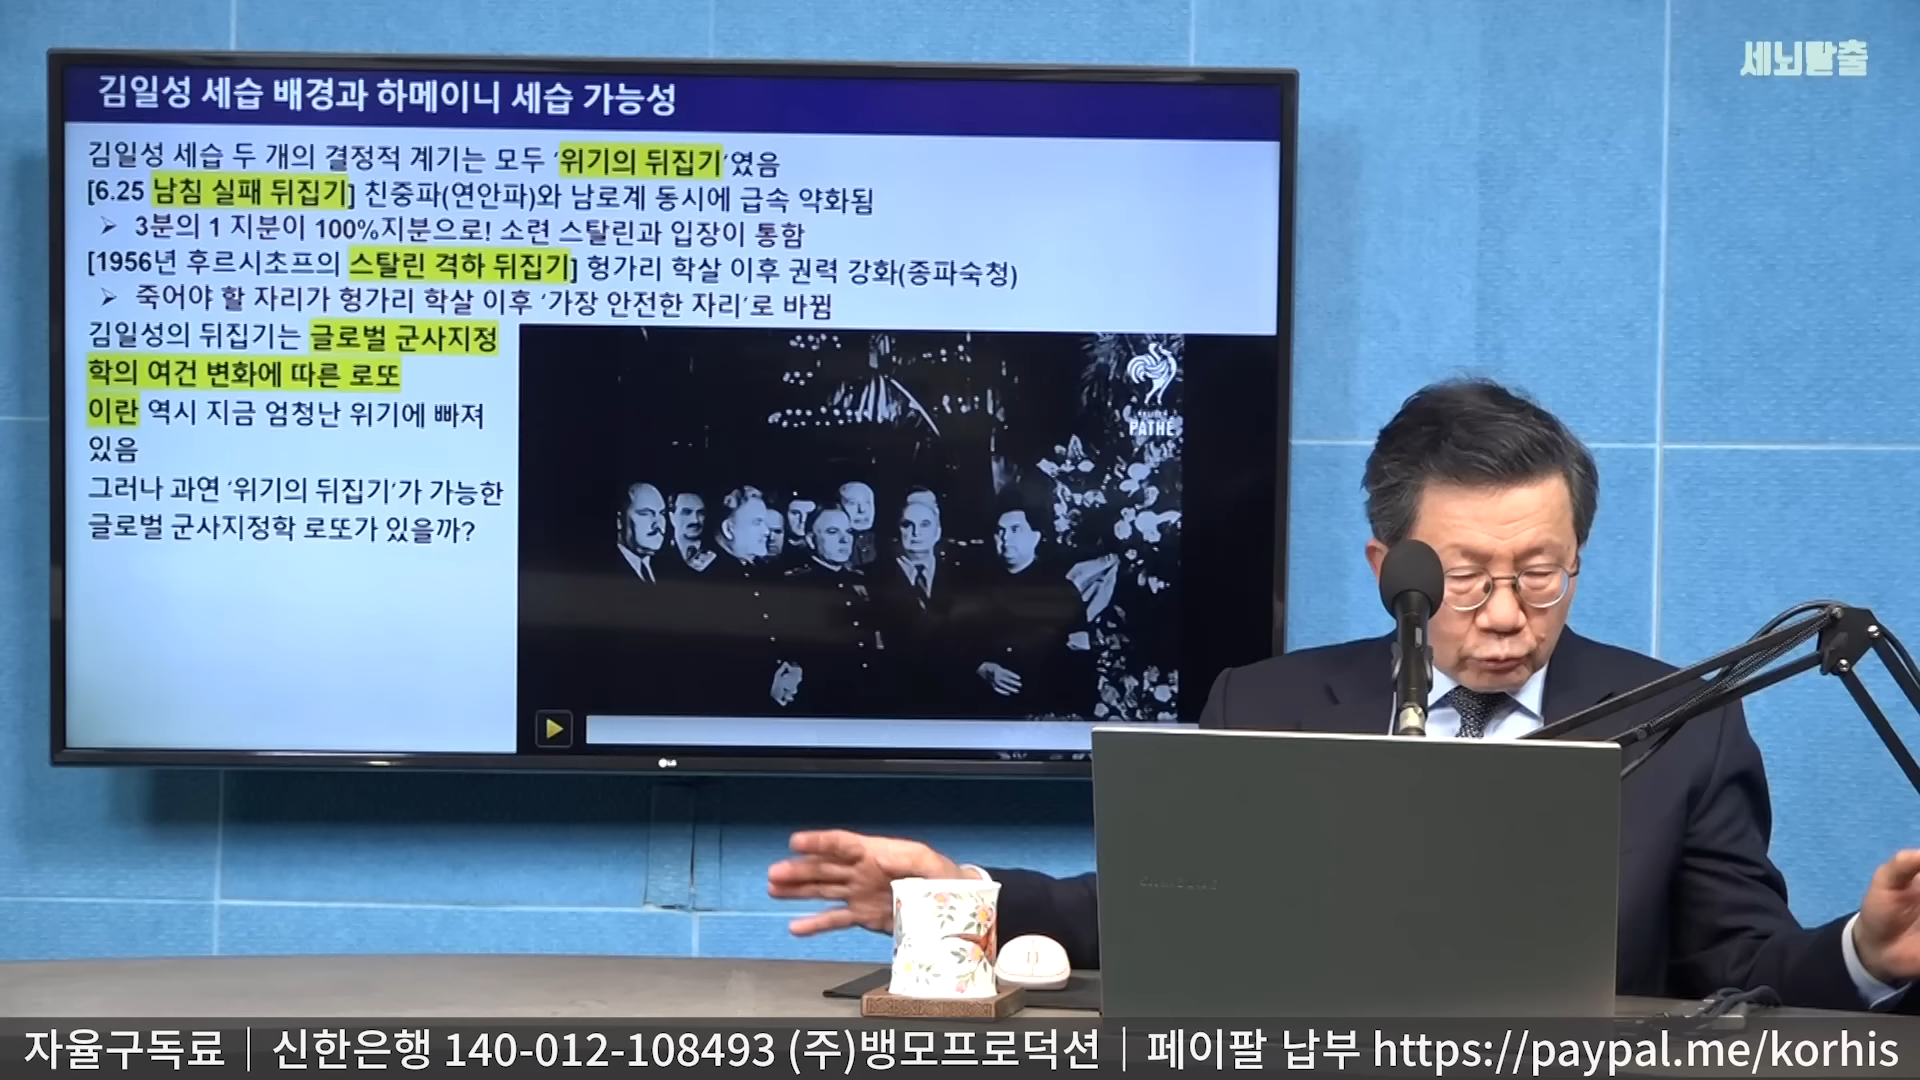 세뇌탈출
김일성 세습 배경과 하메이니 세습 가능성
김일성 세습 두 개의 결정적 계기는 모두 ‘위기의 뒤집기’였음
[6.25 남침 실패 뒤집기] 친중파(연안파)와 남로계 동시에 급속 약화됨
➢ 3분의 1 지분이 100%지분으로! 소련 스탈린과 입장이 통함
[1956년 후르시초프의 스탈린 격하 뒤집기] 헝가리 학살 이후 권력 강화(종파숙청)
➢ 죽어야 할 자리가 헝가리 학살 이후 ‘가장 안전한 자리’로 바뀜
김일성의 뒤집기는 글로벌 군사지정
학의 여건 변화에 따른 로또
이란 역시 지금 엄청난 위기에 빠져
있음
그러나 과연 ‘위기의 뒤집기’가 가능한
글로벌 군사지정학 로또가 있을까?
PATHÉ
LG
SAMSUNG
자율구독료│신한은행 140-012-108493 (주)뱅모프로덕션│페이팔 납부 https://paypal.me/korhis